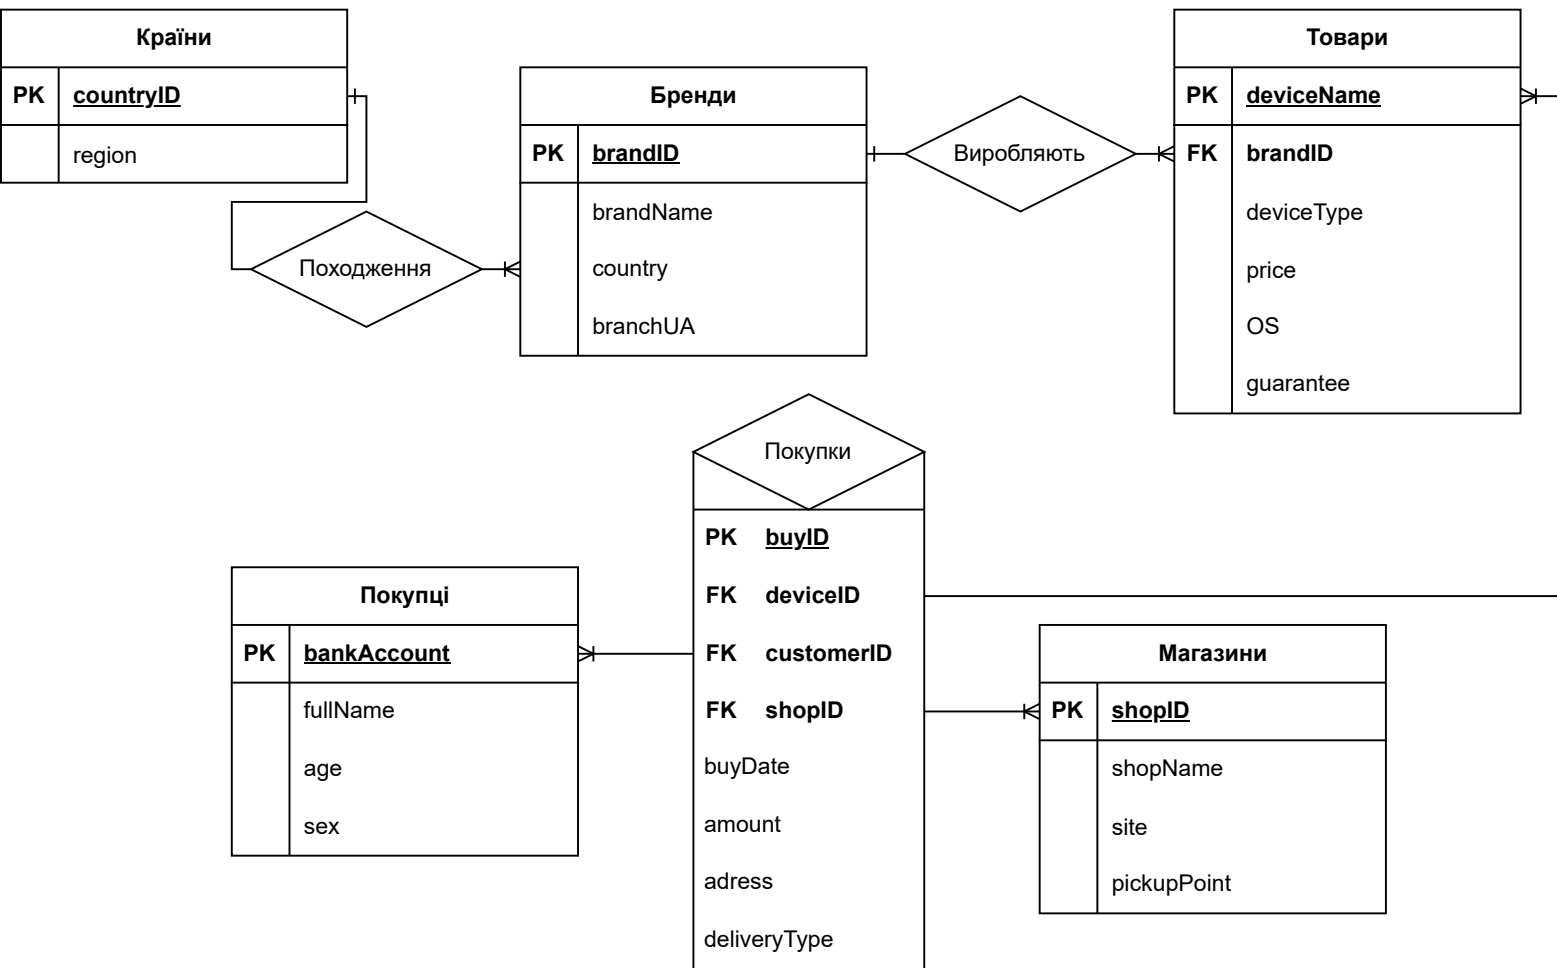 Країни
PK countryID
region
Походження
Бренди
PK brandID
brandName
country
branchUA
Виробляють
Товари
PK deviceName
FK brandID
deviceType
price
OS
guarantee
Покупки
PK buyID
FK deviceID
FK customerID
FK shopID
buyDate
amount
adress
deliveryType
Покупці
PK bankAccount
fullName
age
sex
Магазини
PK shopID
shopName
site
pickupPoint